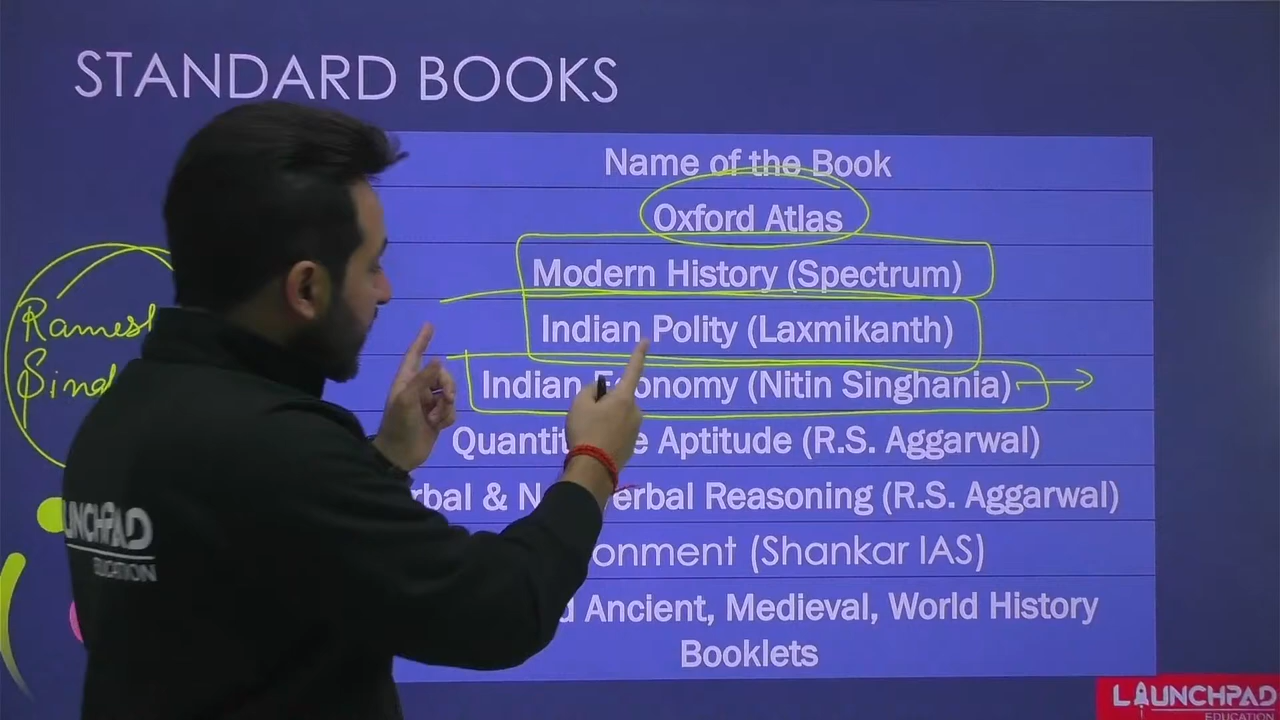 STANDARD BOOKS
Name of the Book
Oxford Atlas
Modern History (Spectrum)
Indian Polity (Laxmikanth)
Indian Economy (Nitin Singhania)
Aptitude (R.S. Aggarwal)
& Reasoning (R.S. Aggarwal)
(Shankar IAS)
Ancient, Medieval, World History
Booklets
LAUNCHPAD
EDUCATION